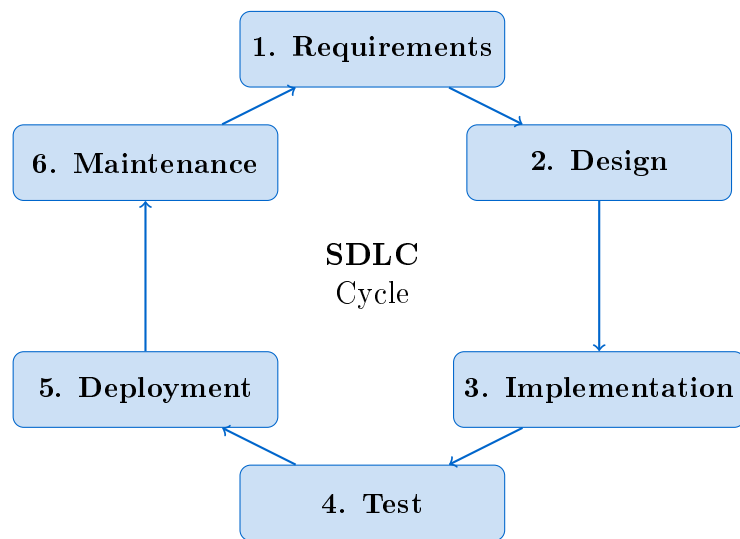 1. Requirements
6. Maintenance
2. Design
SDLC
Cycle
5. Deployment
3. Implementation
4. Test